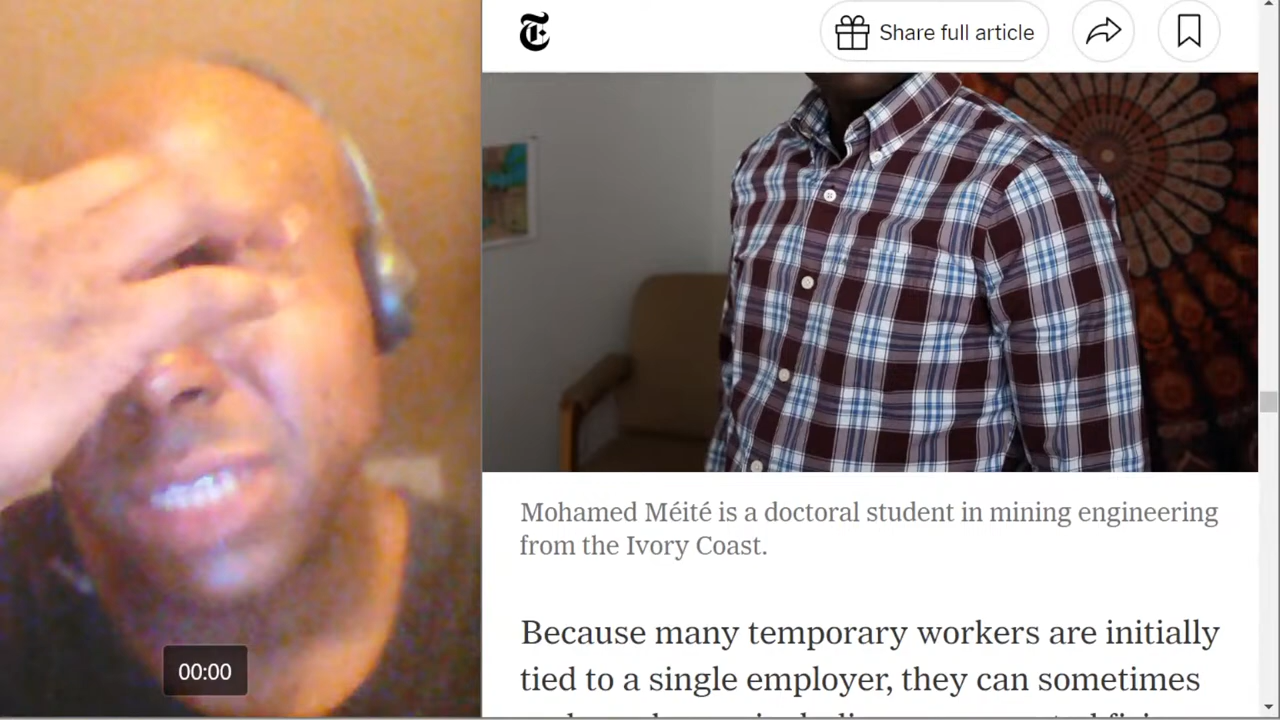 Share full article
Mohamed Méité is a doctoral student in mining engineering
from the Ivory Coast.
Because many temporary workers are initially
tied to a single employer, they can sometimes
00:00